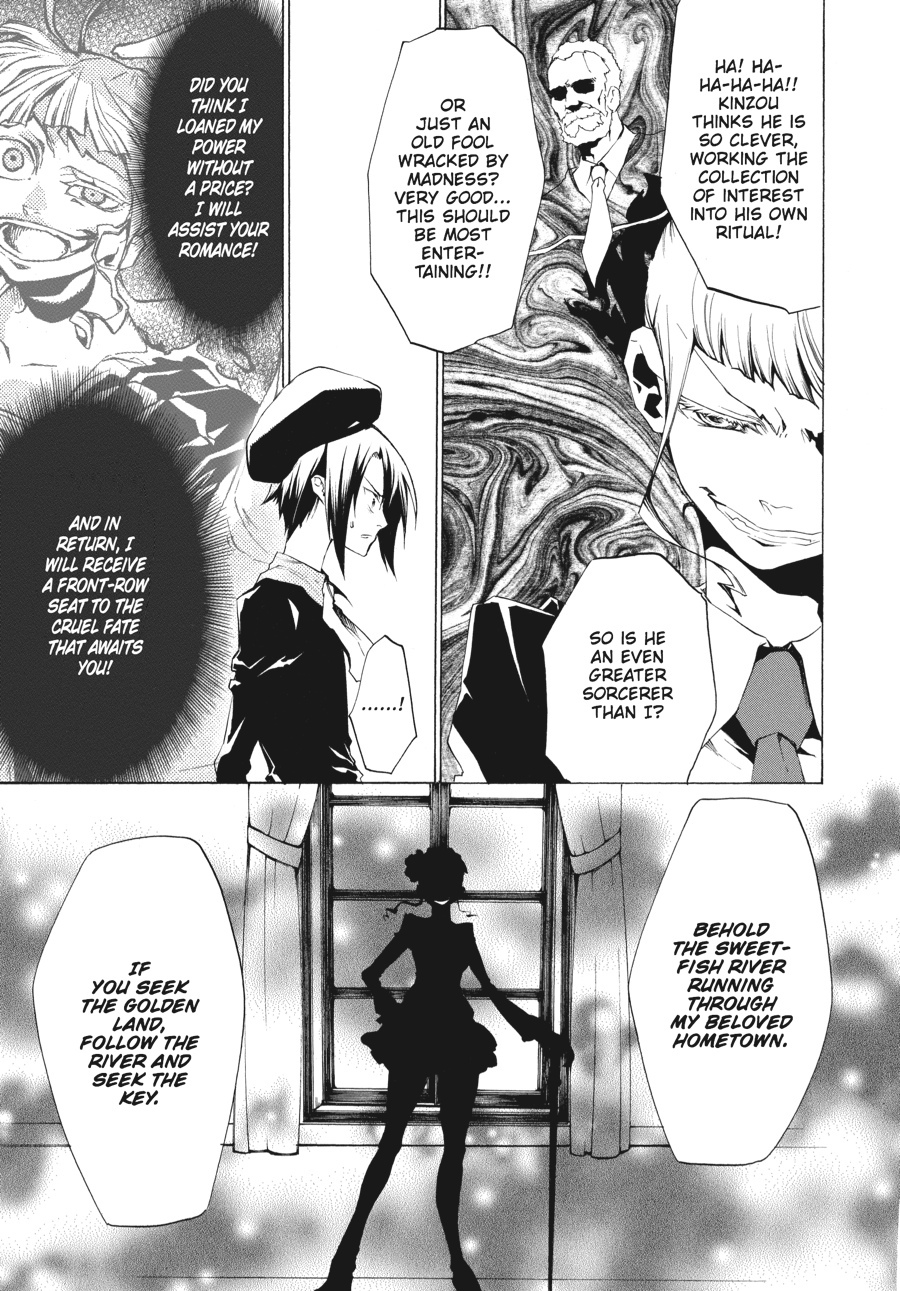 HA! HA-
HA-HA-HA!!
KINZOU
THINKS HE IS
SO CLEVER,
WORKING THE
COLLECTION
OF INTEREST
INTO HIS OWN
RITUAL!
SO IS HE
AN EVEN
GREATER
SORCERER
THAN I?
OR
JUST AN
OLD FOOL
WRACKED BY
MADNESS?
VERY GOOD...
THIS SHOULD
BE MOST
ENTER-
TAINING!!
DID YOU
THINK I
LOANED MY
POWER
WITHOUT
A PRICE?
I WILL
ASSIST YOUR
ROMANCE!
AND IN
RETURN, I
WILL RECEIVE
A FRONT-ROW
SEAT TO THE
CRUEL FATE
THAT AWAITS
YOU!
......!
BEHOLD
THE SWEET-
FISH RIVER
RUNNING
THROUGH
MY BELOVED
HOMETOWN.
IF
YOU SEEK
THE GOLDEN
LAND,
FOLLOW THE
RIVER AND
SEEK THE
KEY.